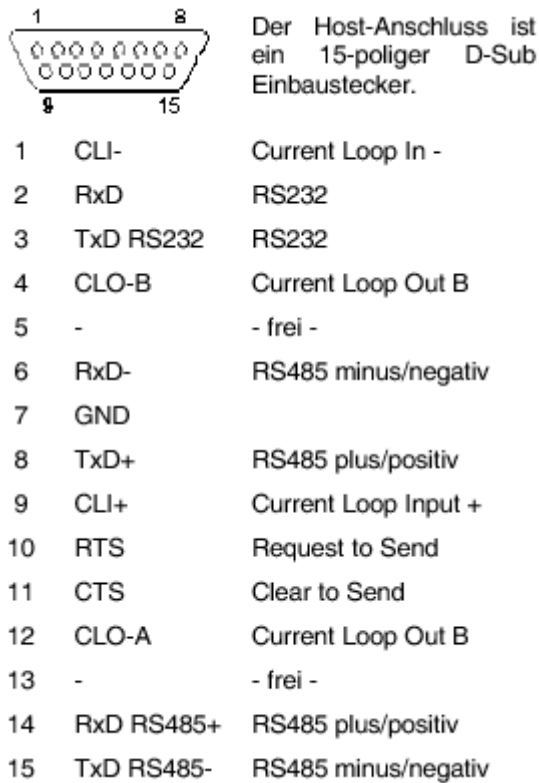 1 8
Der Host-Anschluss ist
ein 15-poliger D-Sub
Einbaustecker.
9 15
1 CLI- Current Loop In -
2 RxD RS232
3 TxD RS232 RS232
4 CLO-B Current Loop Out B
5 - - frei -
6 RxD- RS485 minus/negativ
7 GND
8 TxD+ RS485 plus/positiv
9 CLI+ Current Loop Input +
10 RTS Request to Send
11 CTS Clear to Send
12 CLO-A Current Loop Out B
13 - - frei -
14 RxD RS485+ RS485 plus/positiv
15 TxD RS485- RS485 minus/negativ